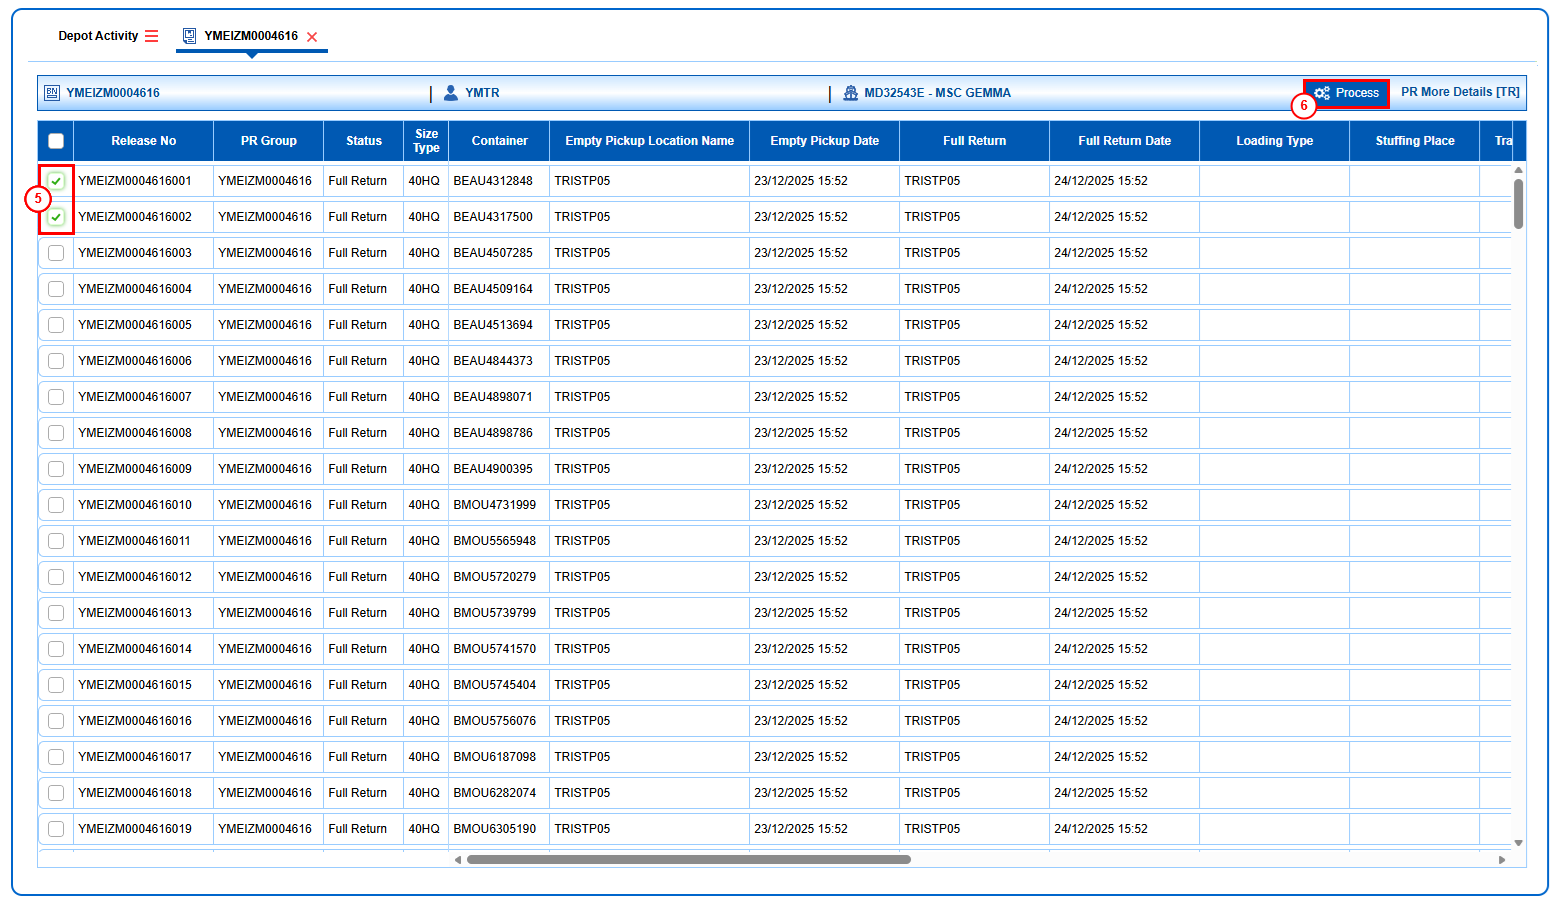 Depot Activity YMEIZM0004616
BN YMEIZM0004616 YMTR MD32543E - MSC GEMMA Process PR More Details [TR]
6
Release No PR Group Status Size Type Container Empty Pickup Location Name Empty Pickup Date Full Return Full Return Date Loading Type Stuffing Place Tra
5
YMEIZM0004616001 YMEIZM0004616 Full Return 40HQ BEAU4312848 TRISTP05 23/12/2025 15:52 TRISTP05 24/12/2025 15:52
YMEIZM0004616002 YMEIZM0004616 Full Return 40HQ BEAU4317500 TRISTP05 23/12/2025 15:52 TRISTP05 24/12/2025 15:52
YMEIZM0004616003 YMEIZM0004616 Full Return 40HQ BEAU4507285 TRISTP05 23/12/2025 15:52 TRISTP05 24/12/2025 15:52
YMEIZM0004616004 YMEIZM0004616 Full Return 40HQ BEAU4509164 TRISTP05 23/12/2025 15:52 TRISTP05 24/12/2025 15:52
YMEIZM0004616005 YMEIZM0004616 Full Return 40HQ BEAU4513694 TRISTP05 23/12/2025 15:52 TRISTP05 24/12/2025 15:52
YMEIZM0004616006 YMEIZM0004616 Full Return 40HQ BEAU4844373 TRISTP05 23/12/2025 15:52 TRISTP05 24/12/2025 15:52
YMEIZM0004616007 YMEIZM0004616 Full Return 40HQ BEAU4898071 TRISTP05 23/12/2025 15:52 TRISTP05 24/12/2025 15:52
YMEIZM0004616008 YMEIZM0004616 Full Return 40HQ BEAU4898786 TRISTP05 23/12/2025 15:52 TRISTP05 24/12/2025 15:52
YMEIZM0004616009 YMEIZM0004616 Full Return 40HQ BEAU4900395 TRISTP05 23/12/2025 15:52 TRISTP05 24/12/2025 15:52
YMEIZM0004616010 YMEIZM0004616 Full Return 40HQ BMOU4731999 TRISTP05 23/12/2025 15:52 TRISTP05 24/12/2025 15:52
YMEIZM0004616011 YMEIZM0004616 Full Return 40HQ BMOU5565948 TRISTP05 23/12/2025 15:52 TRISTP05 24/12/2025 15:52
YMEIZM0004616012 YMEIZM0004616 Full Return 40HQ BMOU5720279 TRISTP05 23/12/2025 15:52 TRISTP05 24/12/2025 15:52
YMEIZM0004616013 YMEIZM0004616 Full Return 40HQ BMOU5739799 TRISTP05 23/12/2025 15:52 TRISTP05 24/12/2025 15:52
YMEIZM0004616014 YMEIZM0004616 Full Return 40HQ BMOU5741570 TRISTP05 23/12/2025 15:52 TRISTP05 24/12/2025 15:52
YMEIZM0004616015 YMEIZM0004616 Full Return 40HQ BMOU5745404 TRISTP05 23/12/2025 15:52 TRISTP05 24/12/2025 15:52
YMEIZM0004616016 YMEIZM0004616 Full Return 40HQ BMOU5756076 TRISTP05 23/12/2025 15:52 TRISTP05 24/12/2025 15:52
YMEIZM0004616017 YMEIZM0004616 Full Return 40HQ BMOU6187098 TRISTP05 23/12/2025 15:52 TRISTP05 24/12/2025 15:52
YMEIZM0004616018 YMEIZM0004616 Full Return 40HQ BMOU6282074 TRISTP05 23/12/2025 15:52 TRISTP05 24/12/2025 15:52
YMEIZM0004616019 YMEIZM0004616 Full Return 40HQ BMOU6305190 TRISTP05 23/12/2025 15:52 TRISTP05 24/12/2025 15:52